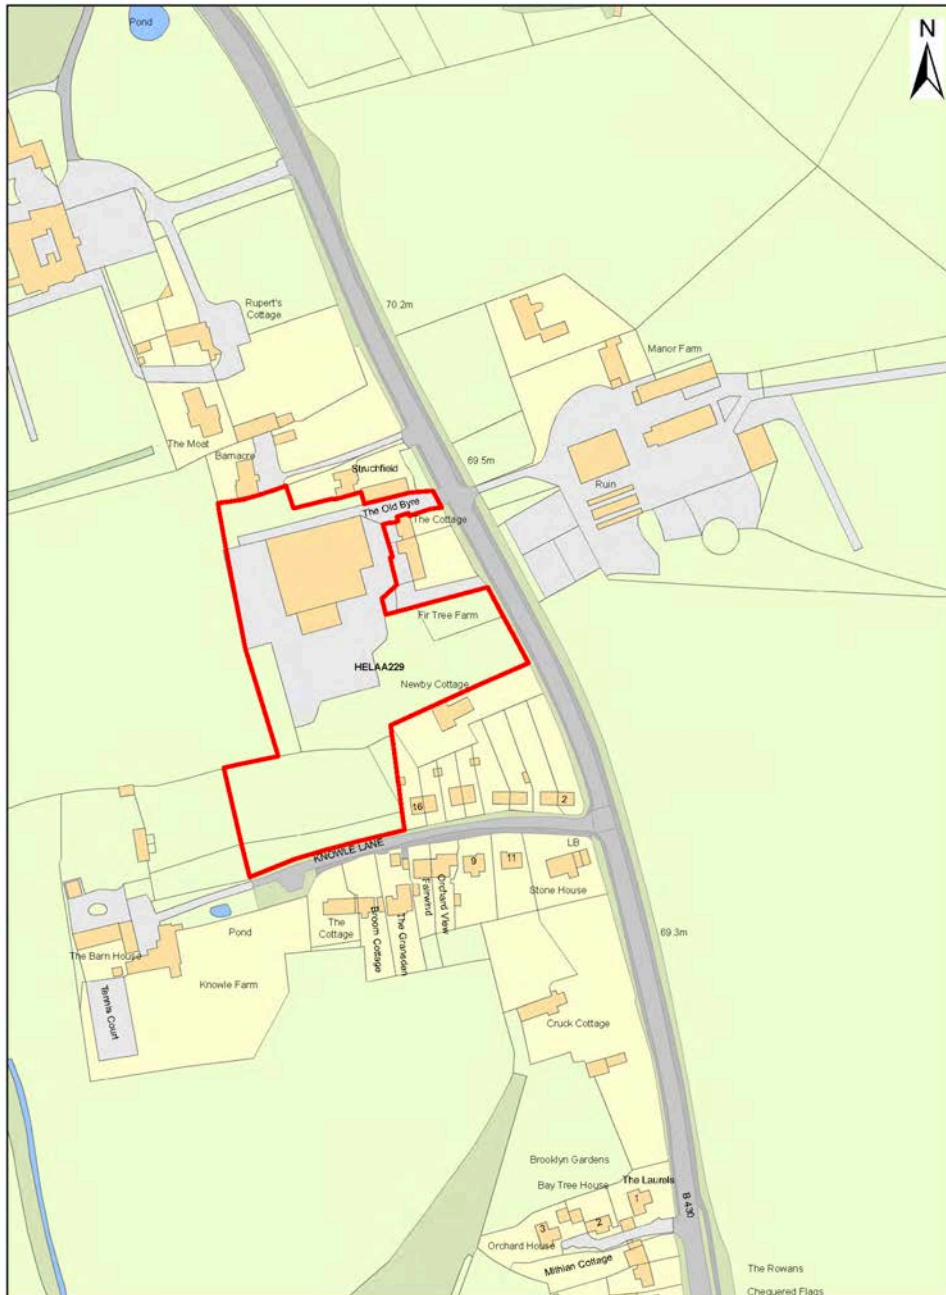 Pond
N
Rupert's
Cottage
70.2m
Manor Farm
The Moat
Barnacre
Struchfield
69.5m
Ruin
The Old Byre
The Cottage
Fir Tree Farm
HELAA229
Newby Cottage
16
2
KNOWLE LANE
LB
9
11
Stone House
Orchard View
Fairwind
The Gransden
Broom Cottage
The
Cottage
Pond
69.3m
The Barn House
Knowle Farm
Tennis Court
Cruck Cottage
Brooklyn Gardens
Bay Tree House
The Laurels
1
B 430
2
3
Orchard House
Mithian Cottage
The Rowans
Chequered Flags